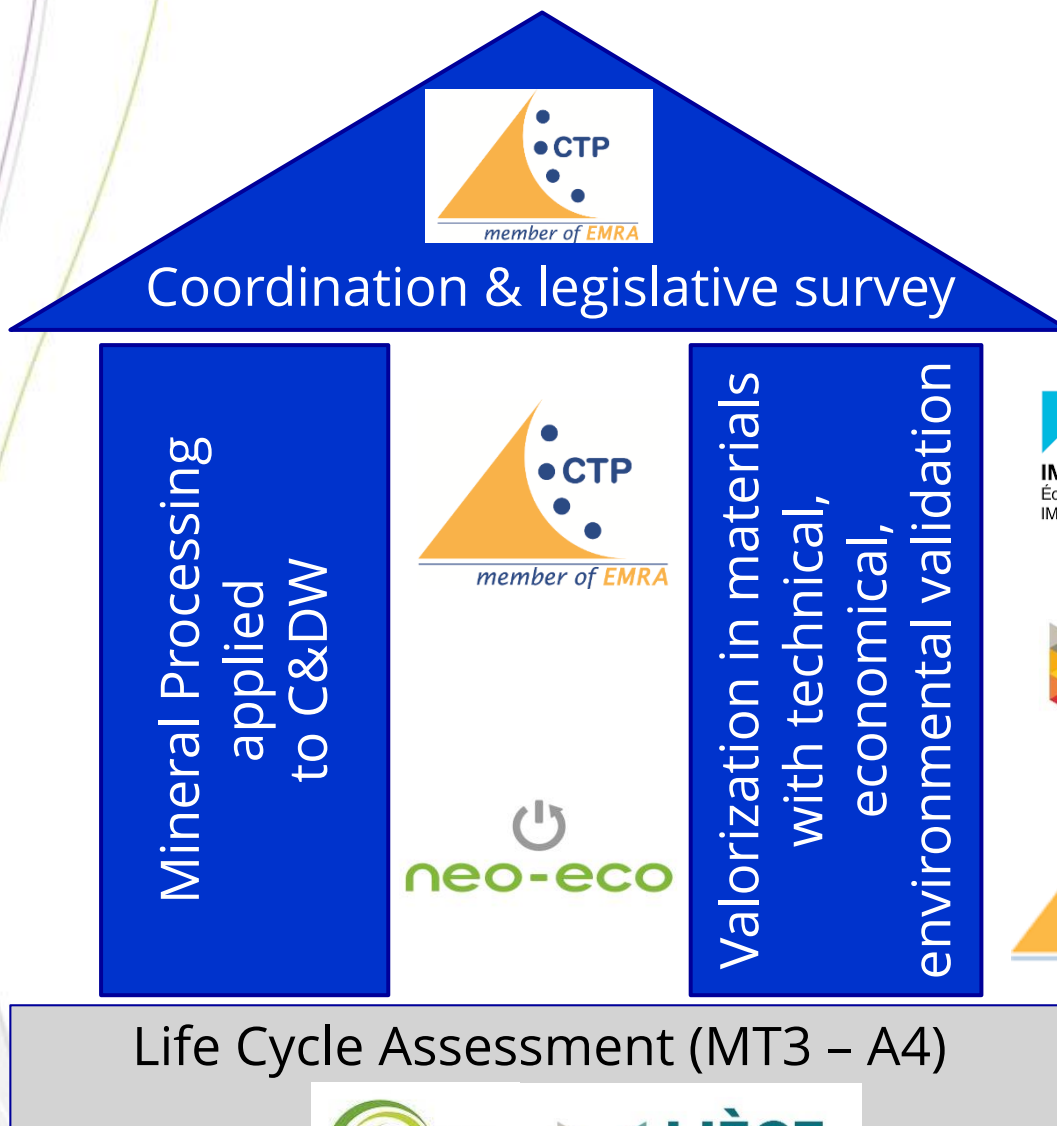 CTP
member of EMRA
Coordination & legislative survey
Mineral Processing
applied
to C&DW
CTP
member of EMRA
neo-eco
Valorization in materials
with technical,
economical,
environmental validation
Life Cycle Assessment (MT3 – A4)
LIÈGE